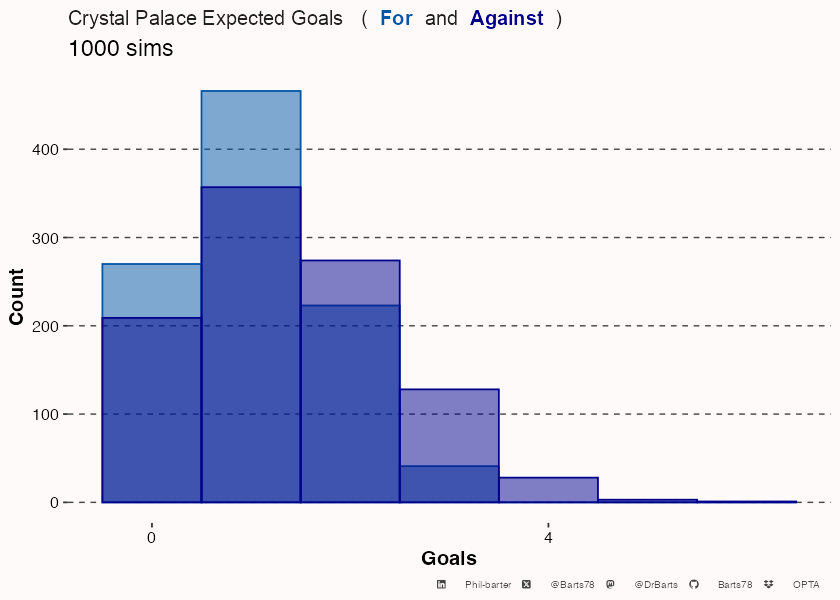 Crystal Palace Expected Goals ( For and Against )
1000 sims
400
300
200
100
0
Count
0 4
Goals
Phil-barter @Barts78 @DrBarts Barts78 OPTA